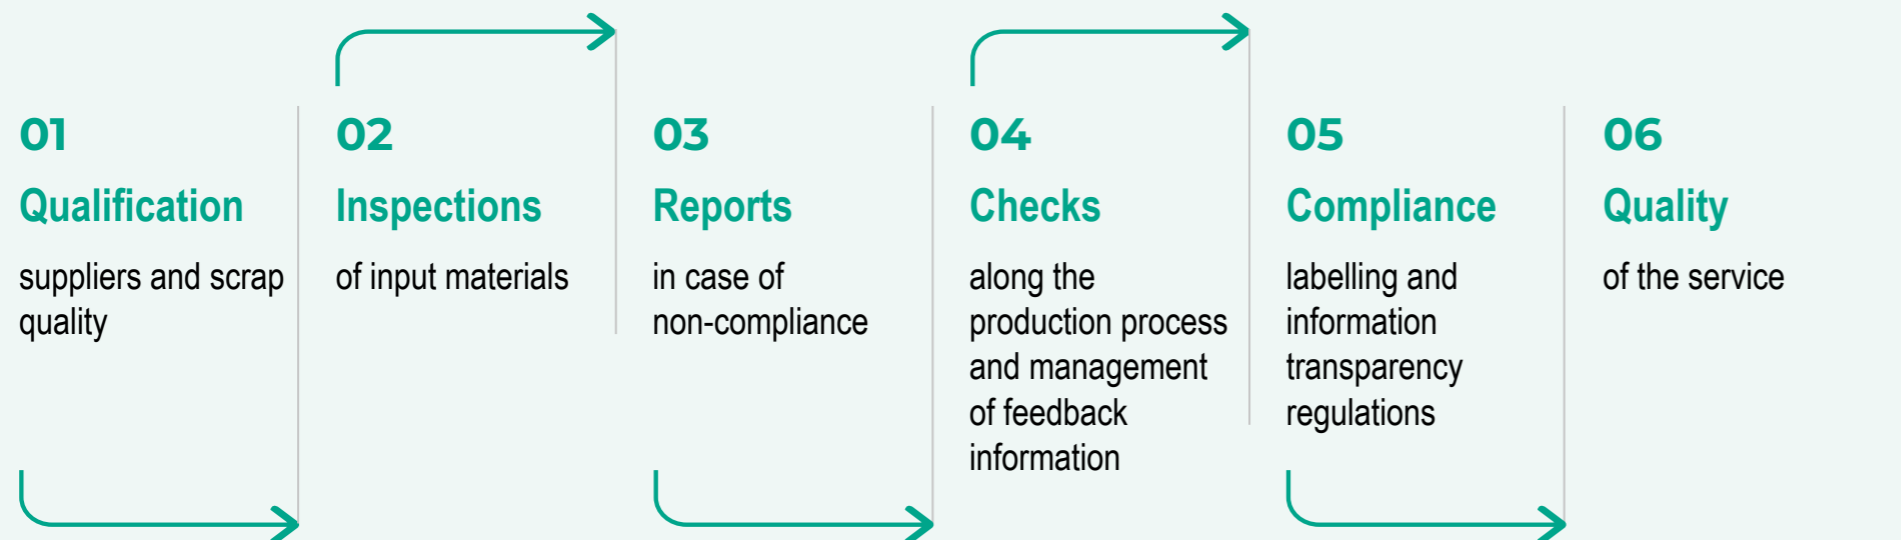 01
Qualification
suppliers and scrap
quality
02
Inspections
of input materials
03
Reports
in case of
non-compliance
04
Checks
along the
production process
and management
of feedback
information
05
Compliance
labelling and
information
transparency
regulations
06
Quality
of the service